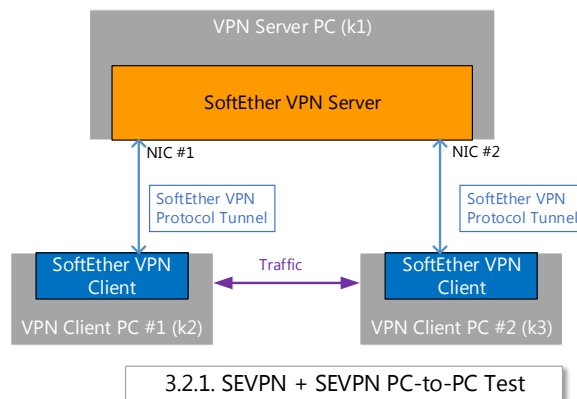 VPN Server PC (k1)
SoftEther VPN Server
NIC #1
NIC #2
SoftEther VPN
Protocol Tunnel
SoftEther VPN
Protocol Tunnel
SoftEther VPN
Client
Traffic
SoftEther VPN
Client
VPN Client PC #1 (k2)
VPN Client PC #2 (k3)
3.2.1. SEVPN + SEVPN PC-to-PC Test